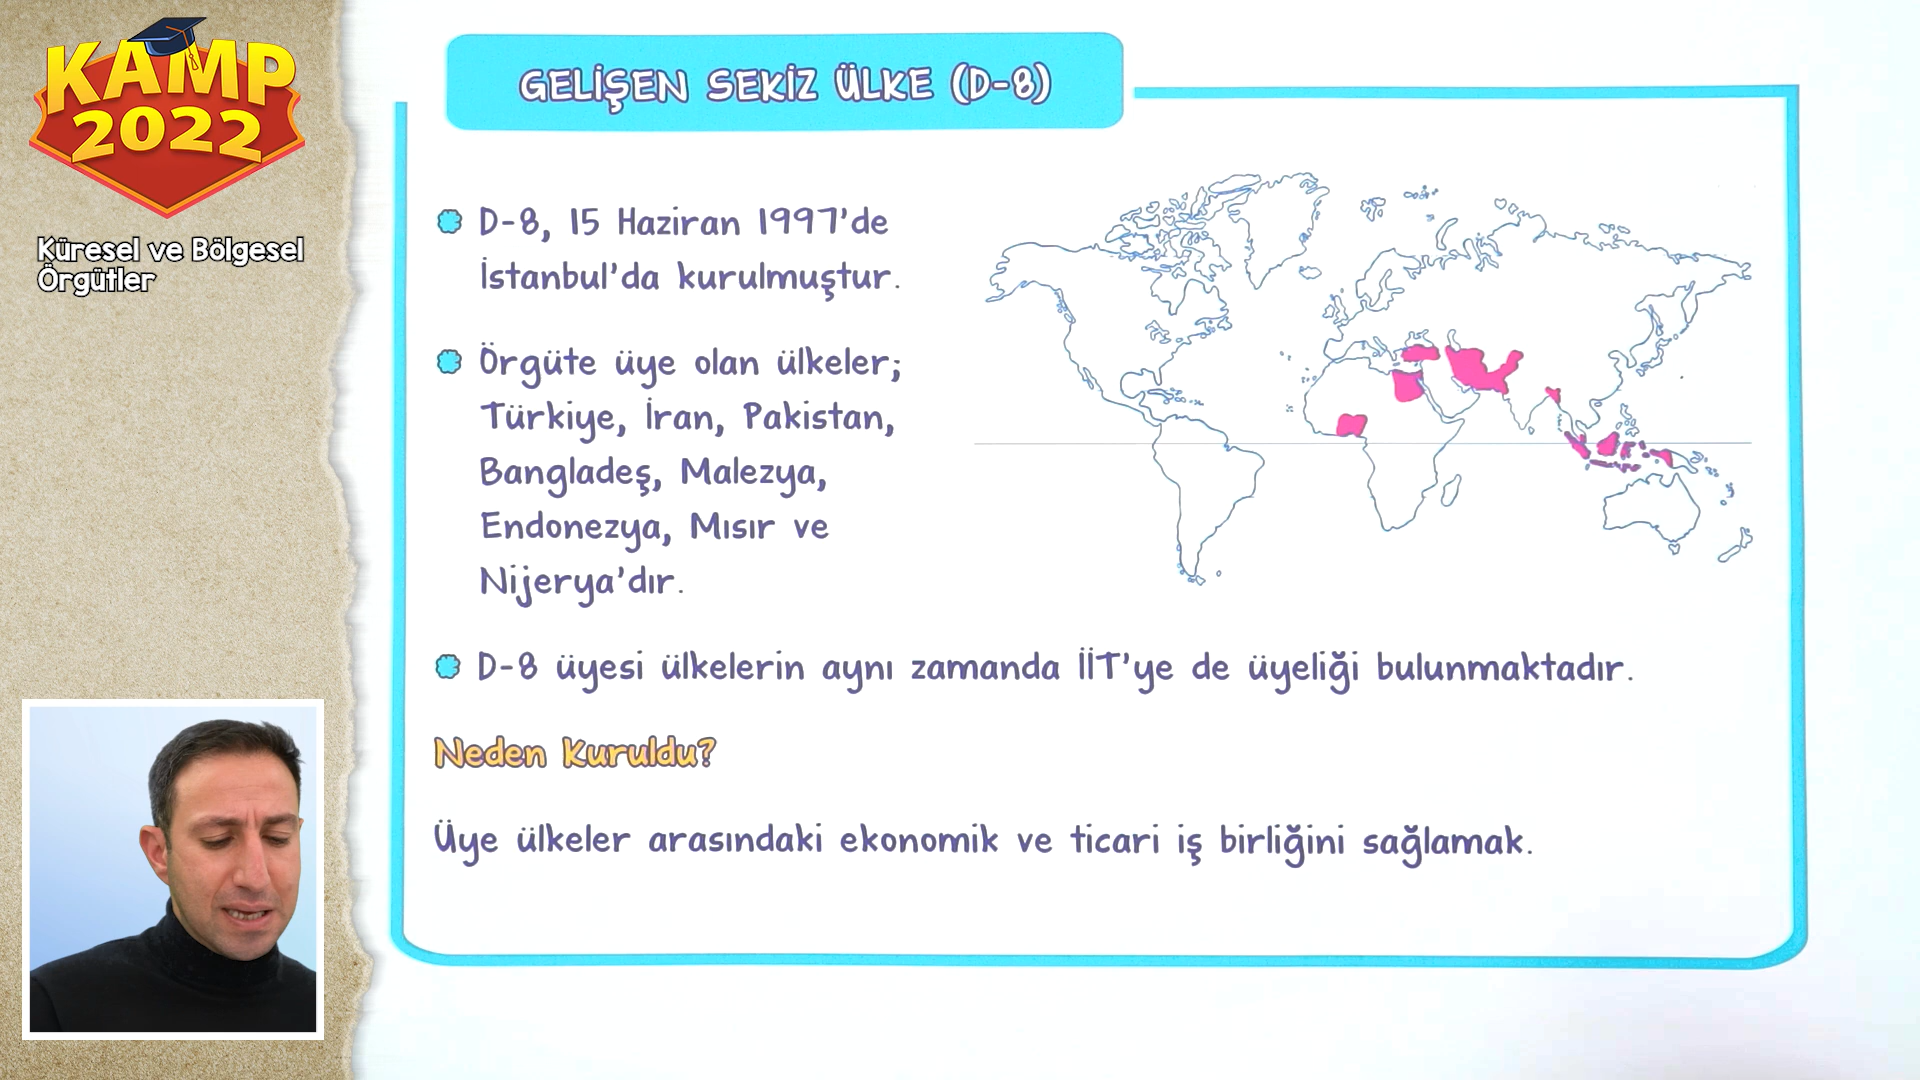 KAMP
2022
Küresel ve Bölgesel
Örgütler
GELİŞEN SEKİZ ÜLKE (D-8)
D-8, 15 Haziran 1997'de
İstanbul'da kurulmuştur.
Örgüte üye olan ülkeler;
Türkiye, İran, Pakistan,
Bangladeş, Malezya,
Endonezya, Mısır ve
Nijerya'dır.
D-8 üyesi ülkelerin aynı zamanda İİT'ye de üyeliği bulunmaktadır.
Neden Kuruldu?
Üye ülkeler arasındaki ekonomik ve ticari iş birliğini sağlamak.